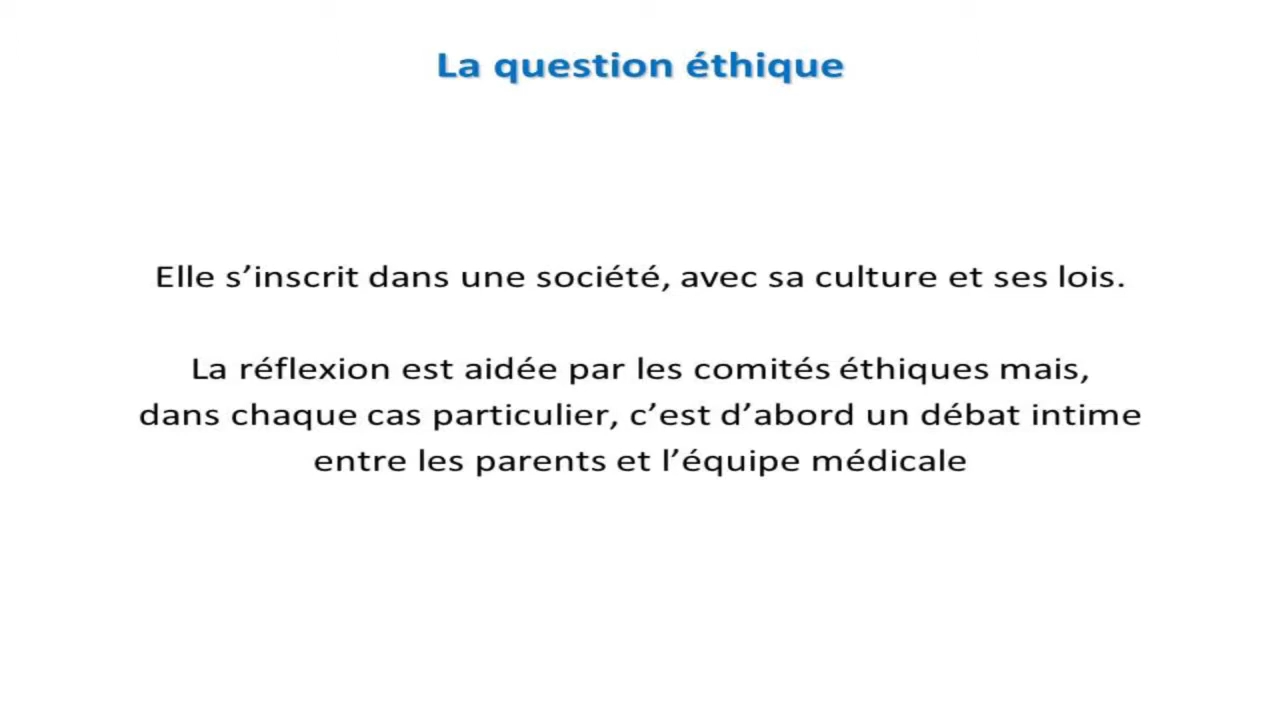 La question éthique
Elle s’inscrit dans une société, avec sa culture et ses lois.
La réflexion est aidée par les comités éthiques mais,
dans chaque cas particulier, c’est d’abord un débat intime
entre les parents et l’équipe médicale